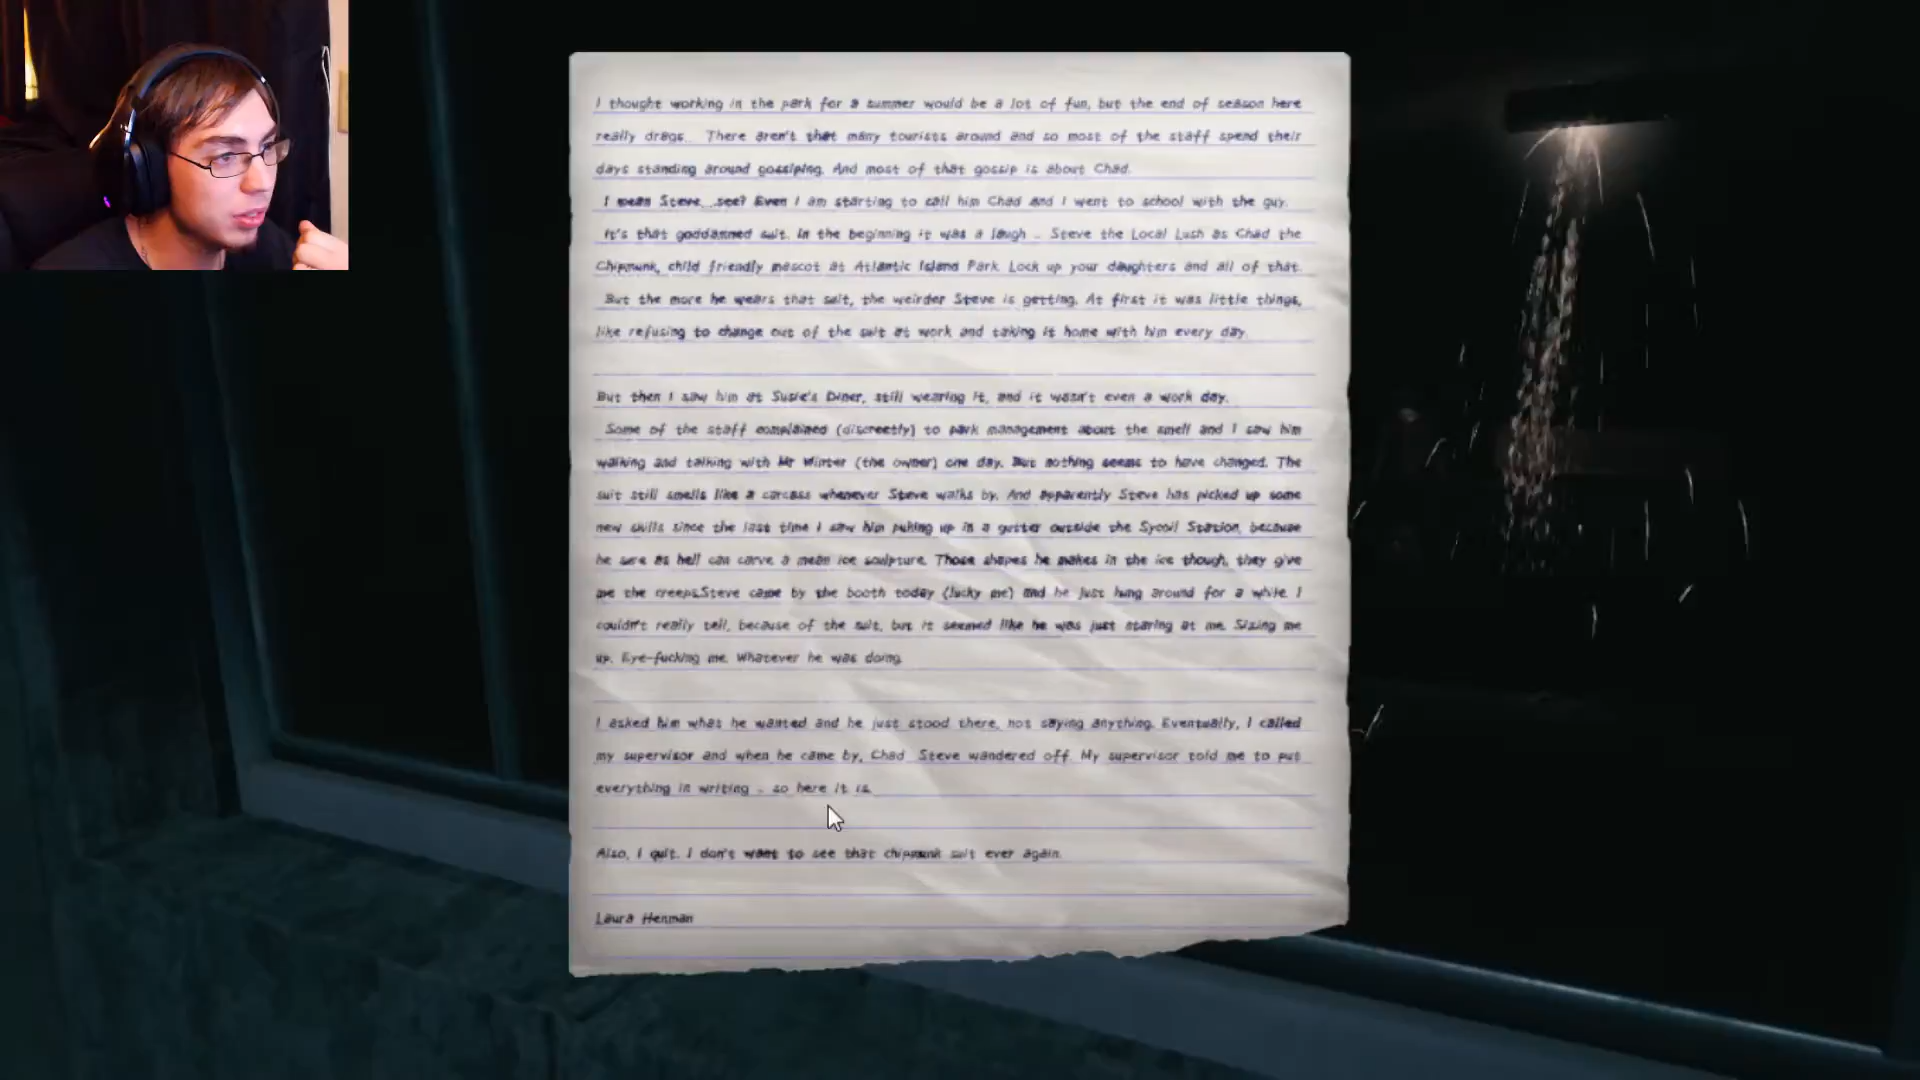 I thought working in the park for a summer would be a lot of fun, but the end of season here
really drags... There aren't that many tourists around and so most of the staff spend their
days standing around gossiping. And most of that gossip is about Chad.
I mean Steve...see? Even I am starting to call him Chad and I went to school with the guy.
It's that goddamned suit. In the beginning it was a laugh - Steve the Local Lush as Chad the
Chipmunk, child friendly mascot at Atlantic Island Park. Lock up your daughters and all of that.
But the more he wears that suit, the weirder Steve is getting. At first it was little things,
like refusing to change out of the suit at work and taking it home with him every day.
But then I saw him at Susie's Diner, still wearing it, and it wasn't even a work day.
Some of the staff complained (discreetly) to park management about the smell and I saw him
walking and talking with Mr Winter (the owner) one day. But nothing seems to have changed. The
suit still smells like a carcass whenever Steve walks by. And apparently Steve has picked up some
new skills since the last time I saw him puking up in a gutter outside the Sycoil Station, because
he sure as hell can carve a mean ice sculpture. Those shapes he makes in the ice though, they give
me the creeps.Steve came by the booth today (lucky me) and he just hung around for a while. I
couldn't really tell, because of the suit, but it seemed like he was just staring at me. Sizing me
up. Eye-fucking me. Whatever he was doing.
I asked him what he wanted and he just stood there, not saying anything. Eventually, I called
my supervisor and when he came by, Chad...Steve wandered off. My supervisor told me to put
everything in writing - so here it is.
Also, I quit. I don't want to see that chipmunk suit ever again.
Laura Henman